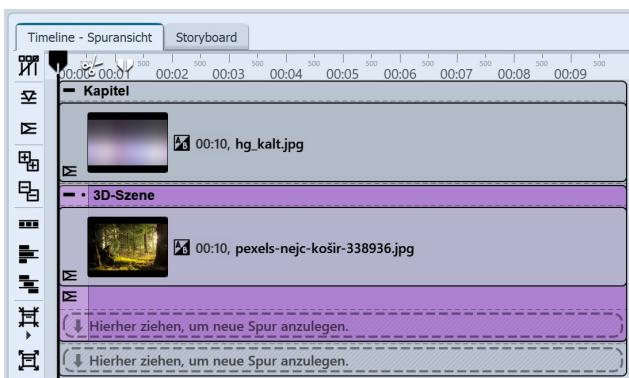 Timeline - Spuransicht Storyboard
500 500 500 500 500 500 500 500 500
00:00 00:01 00:02 00:03 00:04 00:05 00:06 00:07 00:08 00:09
Kapitel
00:10, hg_kalt.jpg
3D-Szene
00:10, pexels-nejc-košir-338936.jpg
Hierher ziehen, um neue Spur anzulegen.
Hierher ziehen, um neue Spur anzulegen.